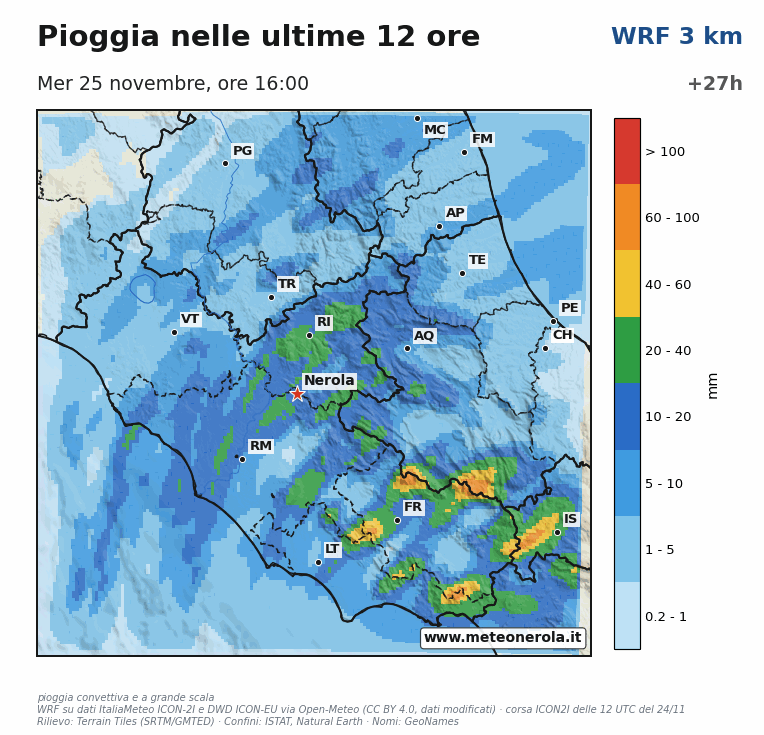 Pioggia nelle ultime 12 ore
WRF 3 km
Mer 25 novembre, ore 16:00
+27h
MC
FM
PG
AP
TE
TR
PE
VT
RI
CH
AQ
Nerola
RM
FR
IS
LT
www.meteonerola.it
> 100
60 - 100
40 - 60
20 - 40
10 - 20
5 - 10
1 - 5
0.2 - 1
mm
pioggia convettiva e a grande scala
WRF su dati ItaliaMeteo ICON-2I e DWD ICON-EU via Open-Meteo (CC BY 4.0, dati modificati) · corsa ICON2I delle 12 UTC del 24/11
Rilievo: Terrain Tiles (SRTM/GMTED) · Confini: ISTAT, Natural Earth · Nomi: GeoNames